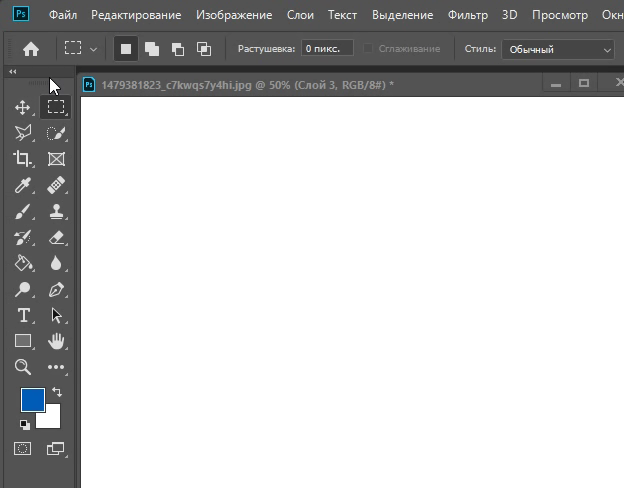 Ps Файл Редактирование Изображение Слои Текст Выделение Фильтр 3D Просмотр Окн
Растушевка: 0 пикс. Сглаживание Стиль: Обычный
Ps 1479381823_c7kwqs7y4hi.jpg @ 50% (Слой 3, RGB/8#) *